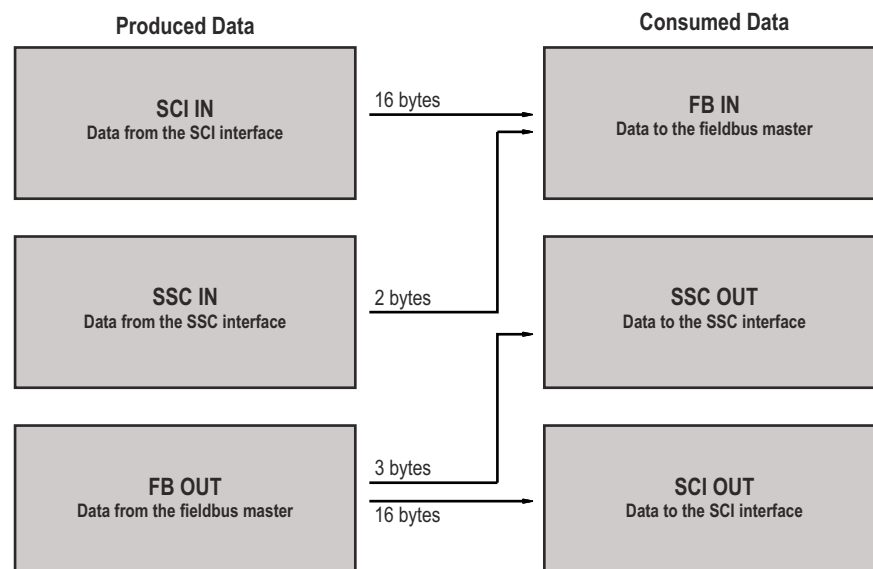 Produced Data
Consumed Data
SCI IN
Data from the SCI interface
16 bytes
FB IN
Data to the fieldbus master
SSC IN
Data from the SSC interface
2 bytes
SSC OUT
Data to the SSC interface
FB OUT
Data from the fieldbus master
3 bytes
16 bytes
SCI OUT
Data to the SCI interface